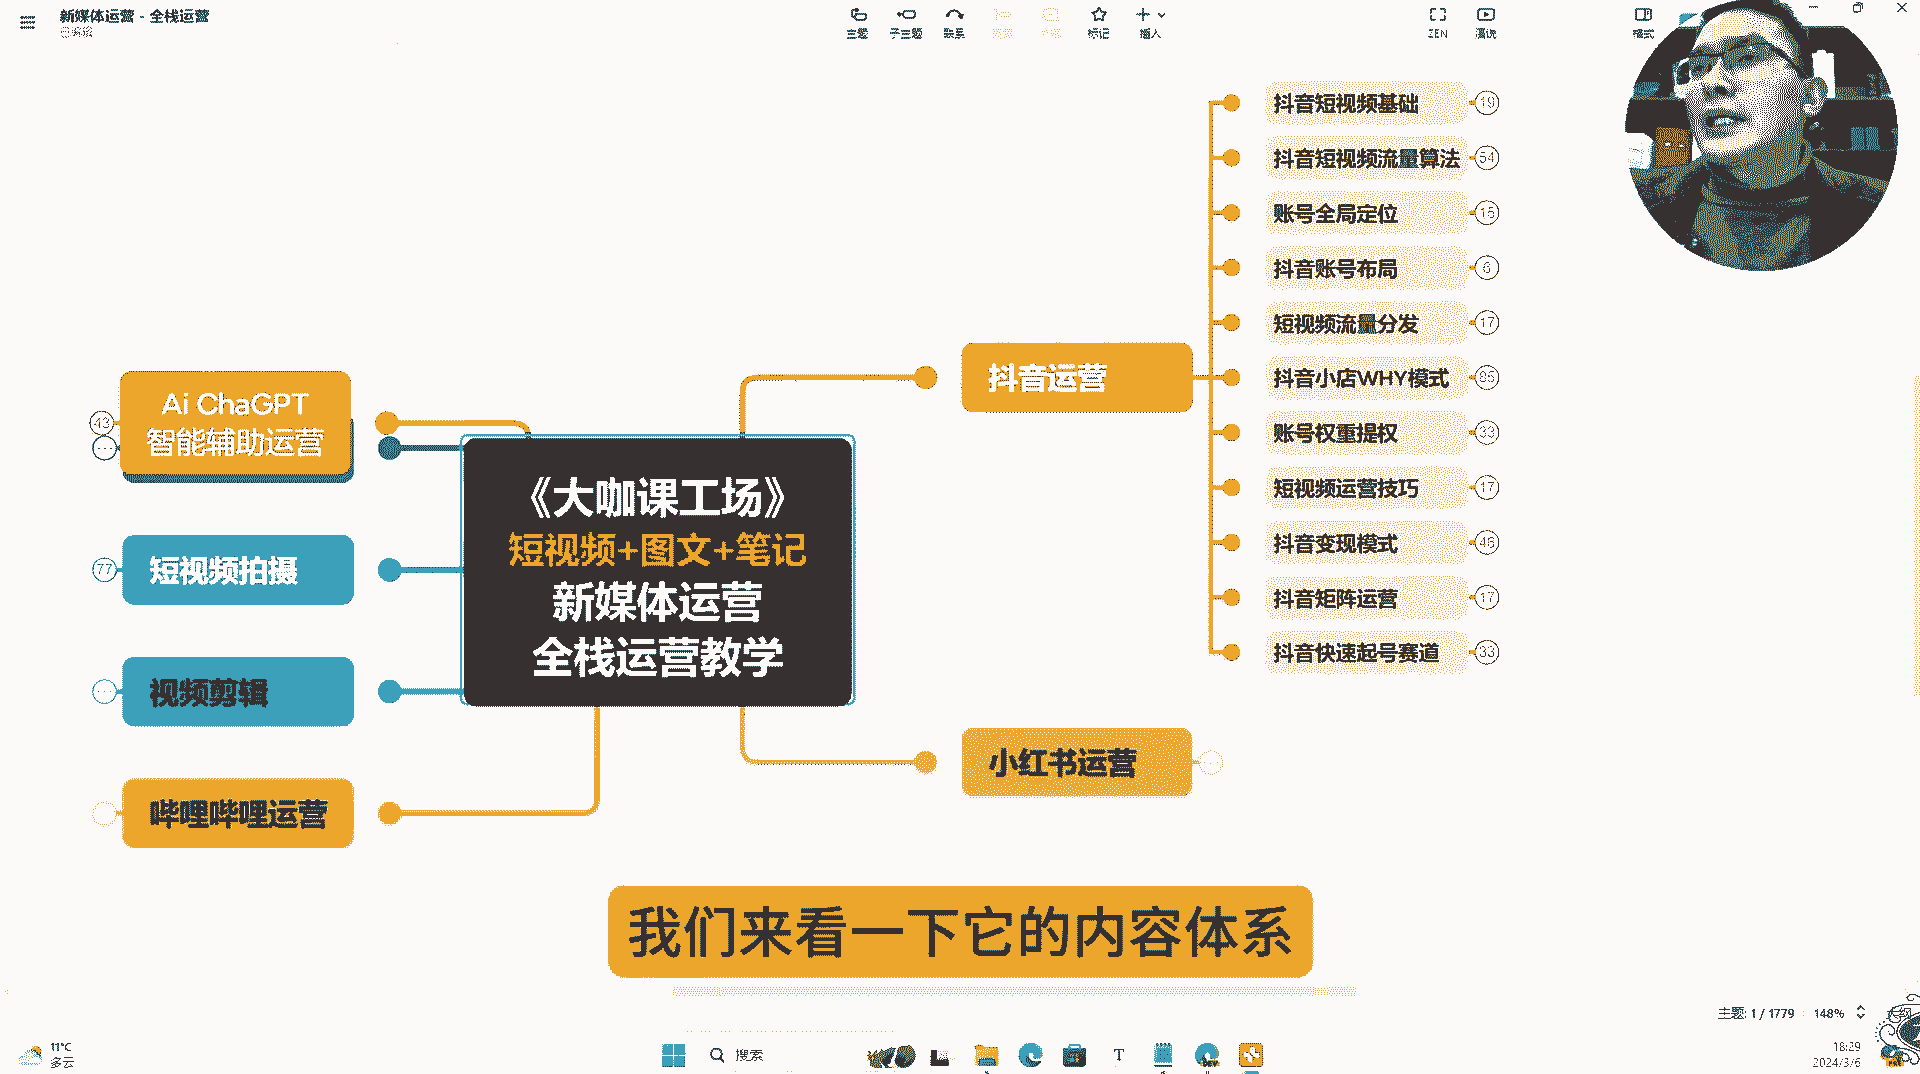 新媒体运营 - 全栈运营
已编辑
主题
子主题
联系
标记
插入
ZEN
演说
格式
抖音短视频基础 19
抖音短视频流量算法 54
账号全局定位 15
抖音账号布局 6
短视频流量分发 17
抖音运营
抖音小店WHY模式 85
账号权重提权 33
短视频运营技巧 17
抖音变现模式 46
抖音矩阵运营 17
抖音快速起号赛道 33
43
Ai ChaGPT
智能辅助运营
77 短视频拍摄
视频剪辑
哔哩哔哩运营
《大咖课工场》
短视频+图文+笔记
新媒体运营
全栈运营教学
小红书运营
我们来看一下它的内容体系
主题: 1 / 1779
148%
11°C
多云
搜索
18:29
2024/3/6